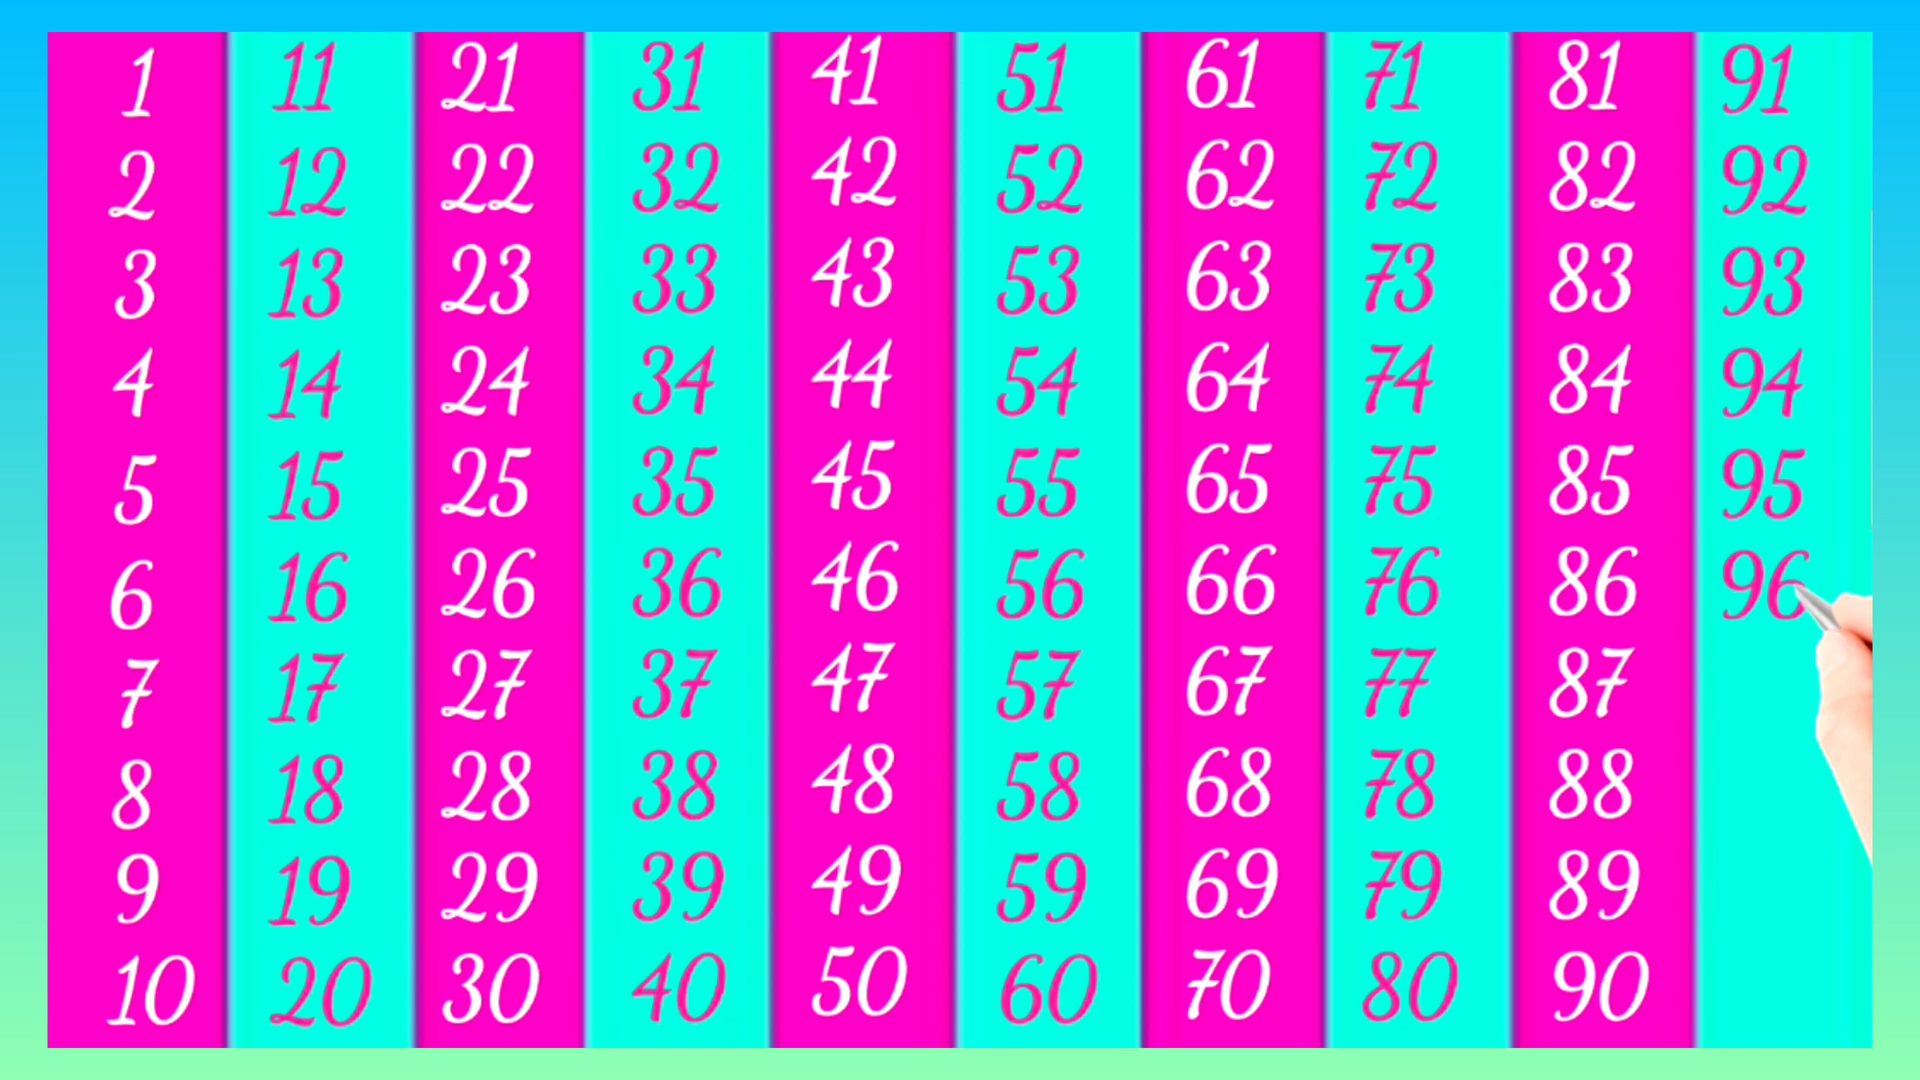 1 11 21 31 41 51 61 71 81 91
2 12 22 32 42 52 62 72 82 92
3 13 23 33 43 53 63 73 83 93
4 14 24 34 44 54 64 74 84 94
5 15 25 35 45 55 65 75 85 95
6 16 26 36 46 56 66 76 86 96
7 17 27 37 47 57 67 77 87
8 18 28 38 48 58 68 78 88
9 19 29 39 49 59 69 79 89
10 20 30 40 50 60 70 80 90